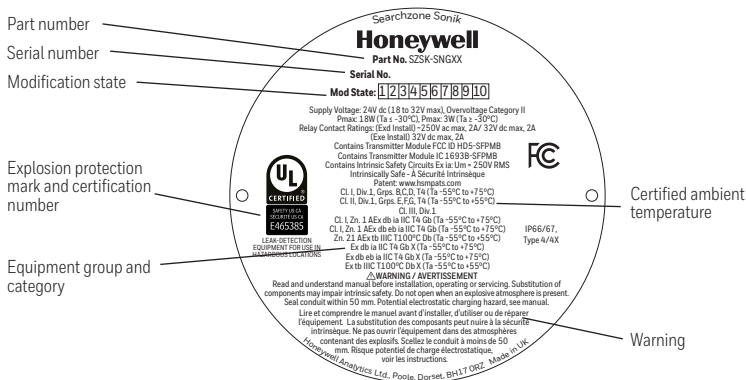 Part number
Serial number
Modification state
Explosion protection
mark and certification
number
Equipment group and
category
Searchzone Sonik
Honeywell
Part No. SZSK-SNGXX
Serial No.
Mod State: 1 2 3 4 5 6 7 8 9 10
Supply Voltage: 24V dc (18 to 32V max), Overvoltage Category II
Pmax: 18W (Ta ≤ -30°C), Pmax: 3W (Ta ≥ -30°C)
Relay Contact Ratings: (Exd Install) ~250V ac max, 2A/ 32V dc max, 2A
(Exe Install) 32V dc max, 2A
Contains Transmitter Module FCC ID HD5-SFPMB
Contains Transmitter Module IC 1693B-SFPMB
Contains Intrinsic Safety Circuits Ex ia: Um = 250V RMS
Intrinsically Safe - À Sécurité Intrinsèque
Patent: www.hsmpats.com
Cl. I, Div.1, Grps. B,C,D, T4 (Ta -55°C to +75°C)
Cl. II, Div.1, Grps. E,F,G, T4 (Ta -55°C to +55°C)
Cl. III, Div.1
Cl. I, Zn. 1 AEx db ia IIC T4 Gb (Ta -55°C to +75°C)
Cl. I, Zn. 1 AEx db eb ia IIC T4 Gb (Ta -55°C to +75°C)
Zn. 21 AEx tb IIIC T100°C Db (Ta -55°C to +55°C)
Ex db ia IIC T4 Gb X (Ta -55°C to +75°C)
Ex db eb ia IIC T4 Gb X (Ta -55°C to +75°C)
Ex tb IIIC T100°C Db X (Ta -55°C to +55°C)
⚠WARNING / AVERTISSEMENT
Read and understand manual before installation, operating or servicing. Substitution of
components may impair intrinsic safety. Do not open when an explosive atmosphere is present.
Seal conduit within 50 mm. Potential electrostatic charging hazard, see manual.
Lire et comprendre le manuel avant d'installer, d'utiliser ou de réparer
l'équipement. La substitution des composants peut nuire à la sécurité
intrinsèque. Ne pas ouvrir l'équipement dans des atmosphères
contenant des explosifs. Scellez le conduit à moins de 50
mm. Risque potentiel de charge électrostatique,
voir les instructions.
Honeywell Analytics Ltd., Poole, Dorset, BH17 0RZ Made in UK
UL
CERTIFIED
SAFETY US CA
SÉCURITÉ US CA
E465385
LEAK-DETECTION
EQUIPMENT FOR USE IN
HAZARDOUS LOCATIONS
FC
IP66/67,
Type 4/4X
Certified ambient
temperature
Warning